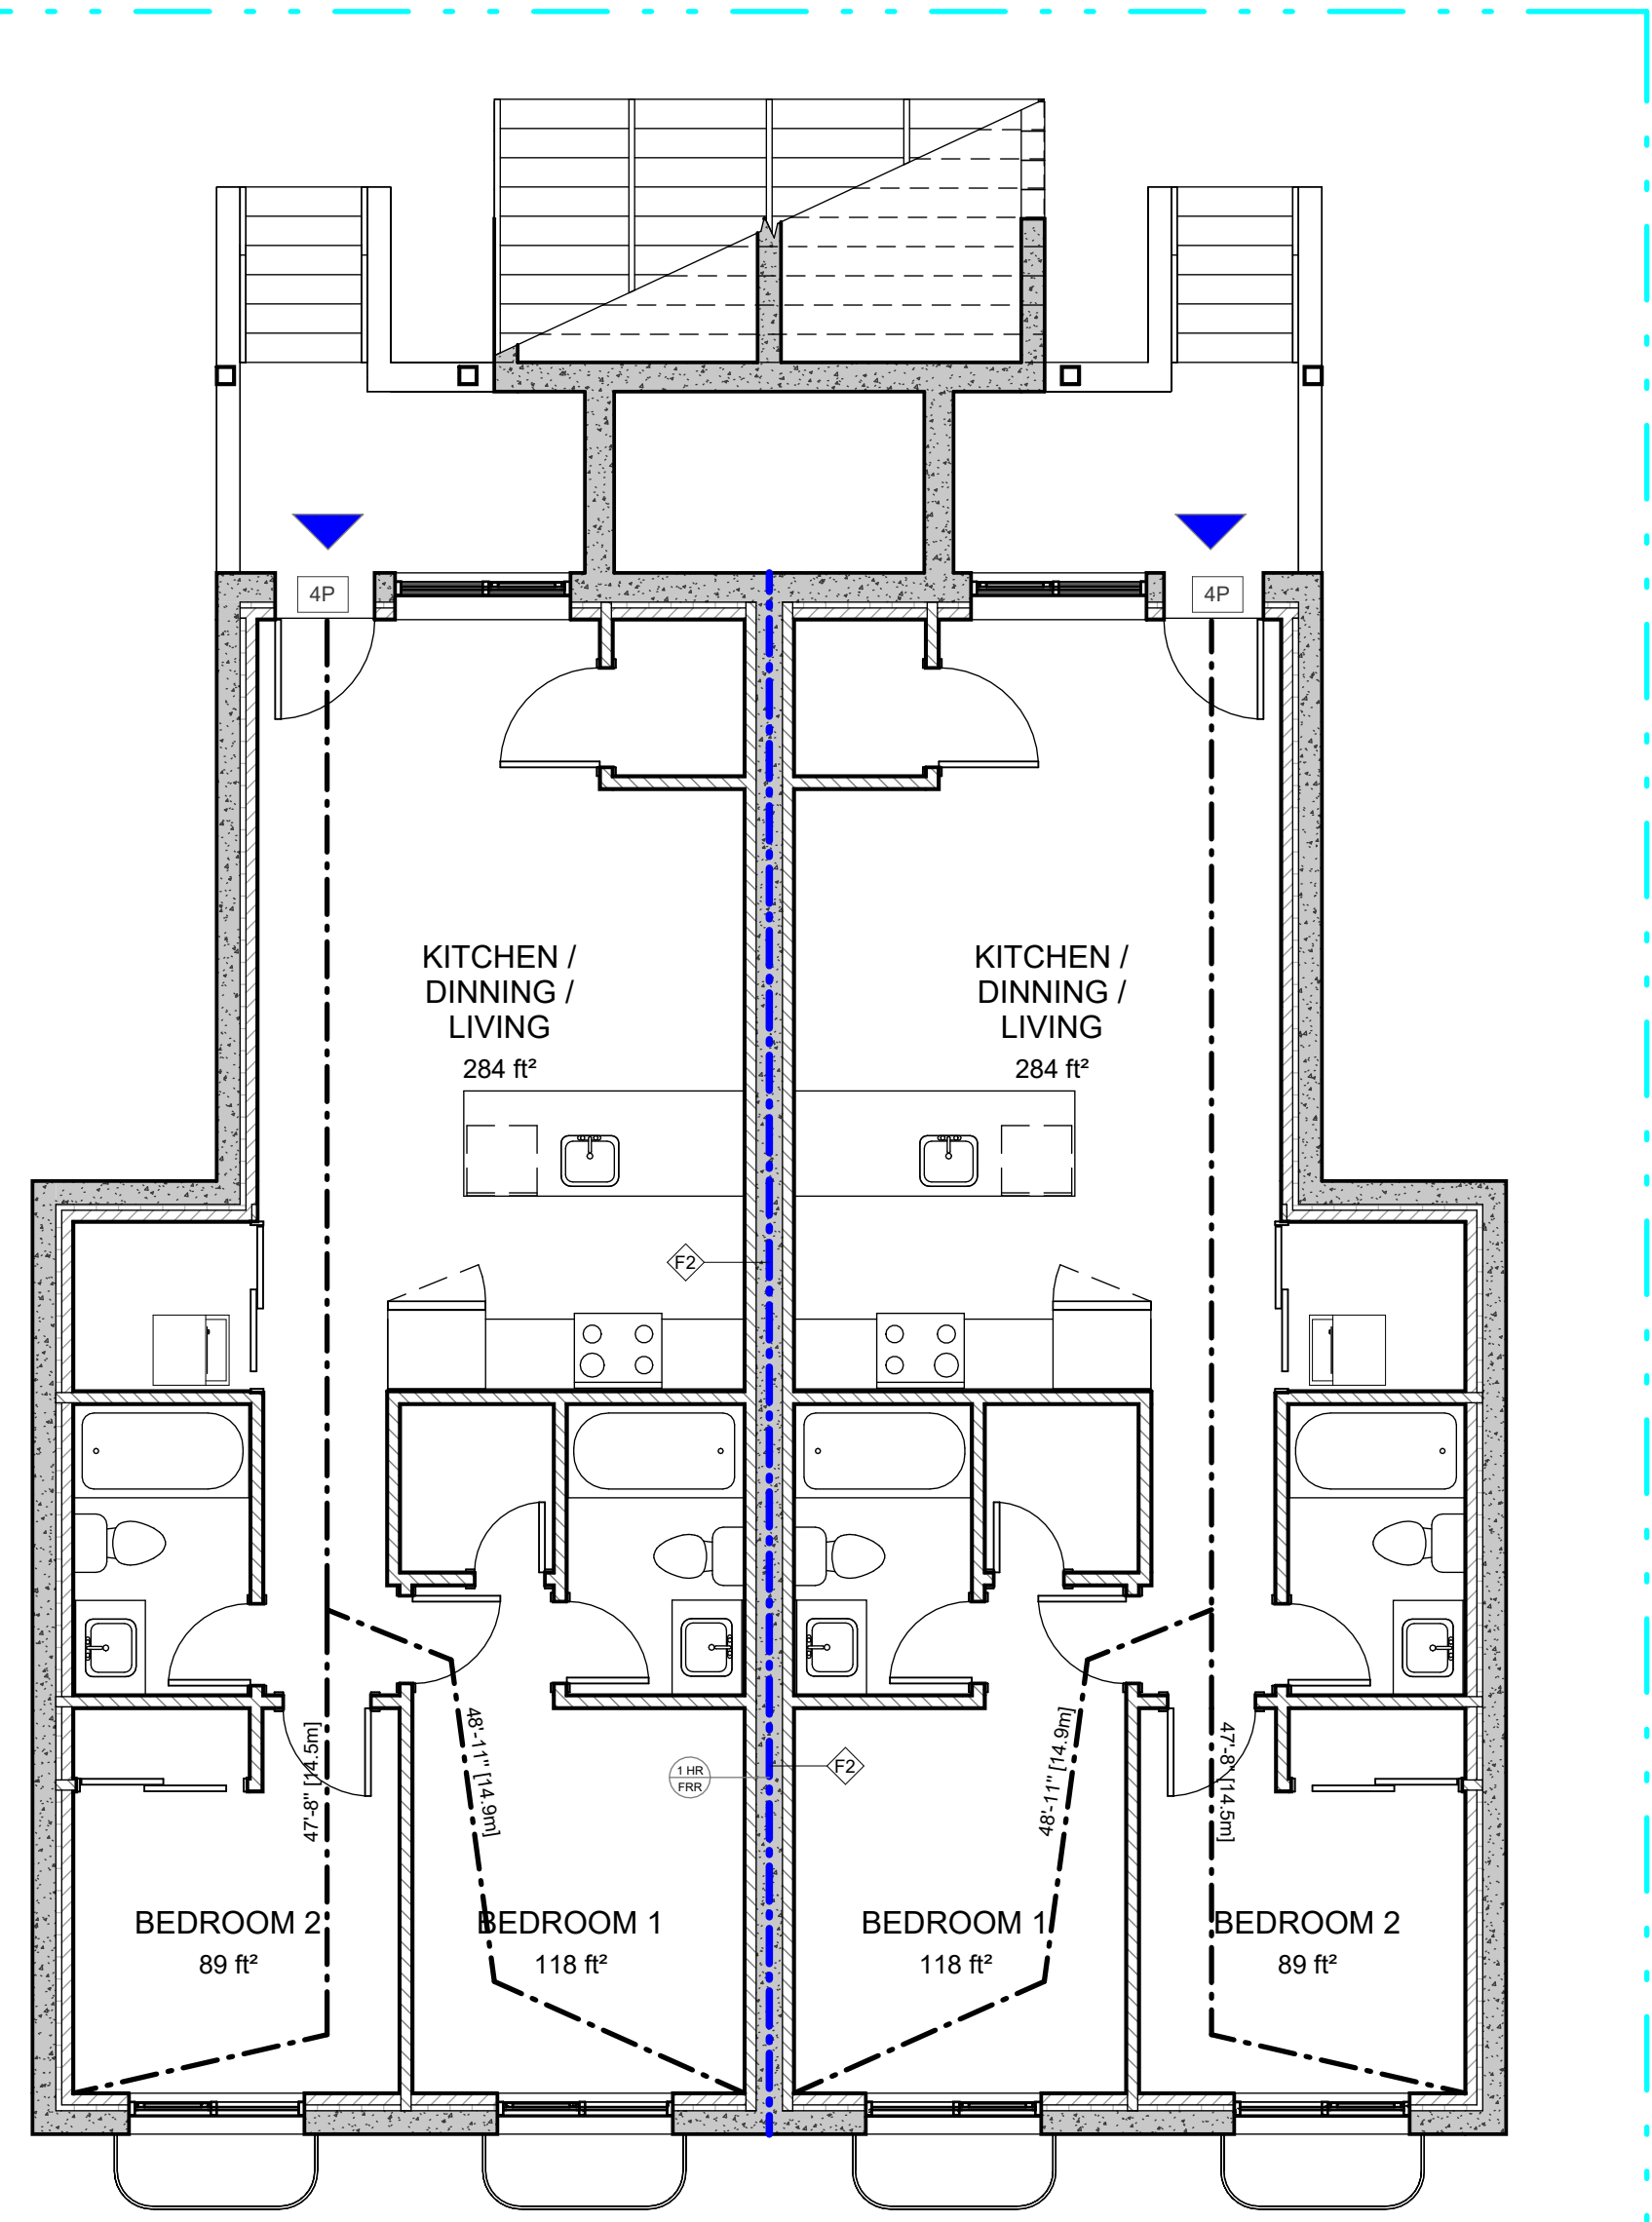 4P
4P
KITCHEN /
DINNING /
LIVING
284 ft²
KITCHEN /
DINNING /
LIVING
284 ft²
F2
47'-8" [14.5m]
48'-11" [14.9m]
1 HR
FRR
F2
48'-11" [14.9m]
47'-8" [14.5m]
BEDROOM 2
89 ft²
BEDROOM 1
118 ft²
BEDROOM 1
118 ft²
BEDROOM 2
89 ft²